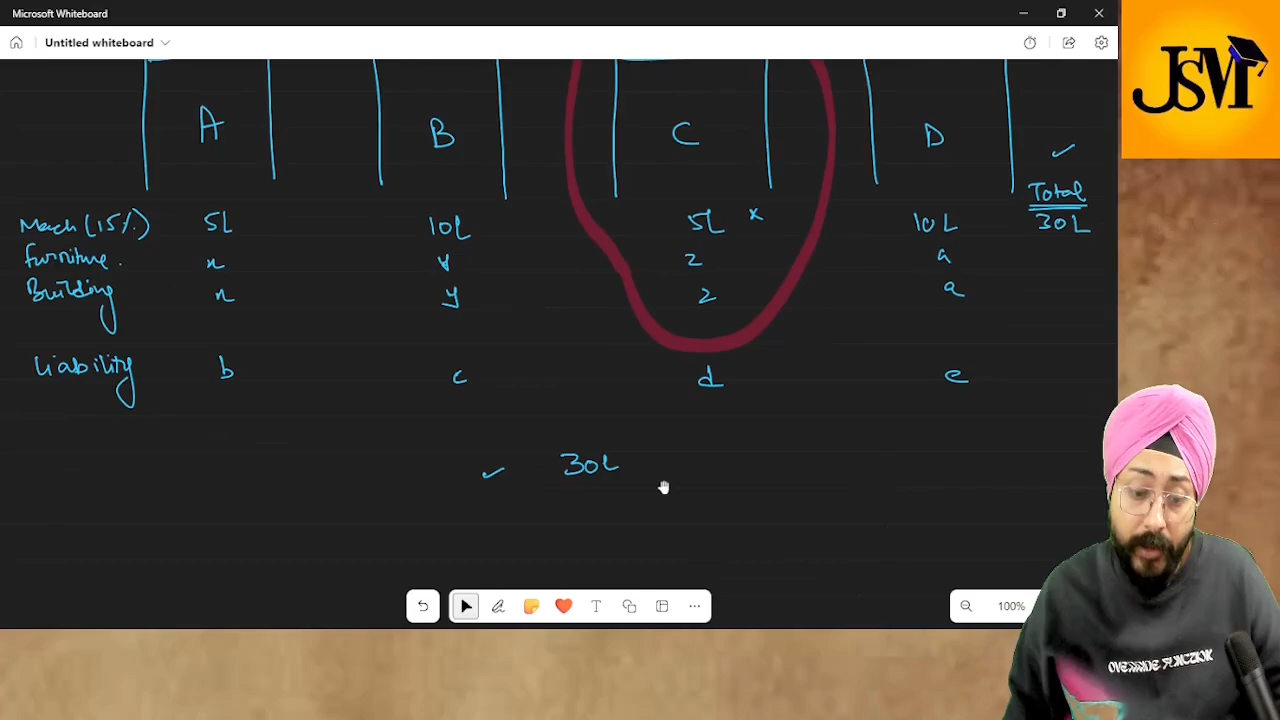 Microsoft Whiteboard
Untitled whiteboard
JSM
A B C D
Total
Mach (15%) 5L 10L 5L x 10L 30L
Furniture. x y z a
Building x y z a
Liability b c d e
30L
100%